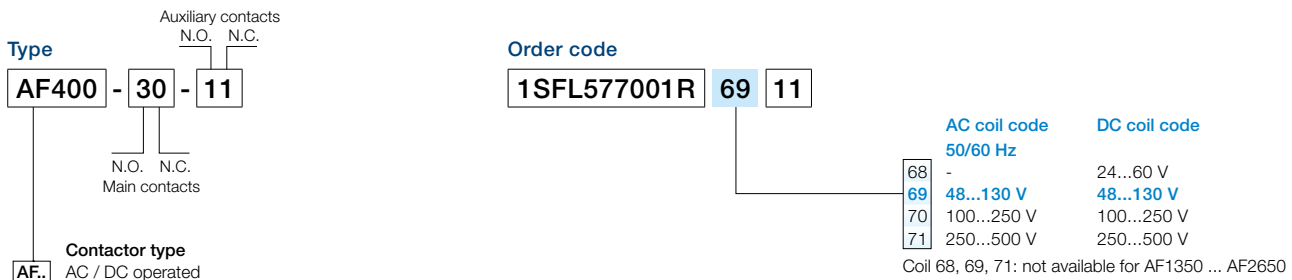 Auxiliary contacts
N.O. N.C.
Type
AF400 - 30 - 11
N.O. N.C.
Main contacts
Contactor type
AF.. AC / DC operated
Order code
1SFL577001R 69 11
AC coil code DC coil code
50/60 Hz
68 - 24...60 V
69 48...130 V 48...130 V
70 100...250 V 100...250 V
71 250...500 V 250...500 V
Coil 68, 69, 71: not available for AF1350 ... AF2650